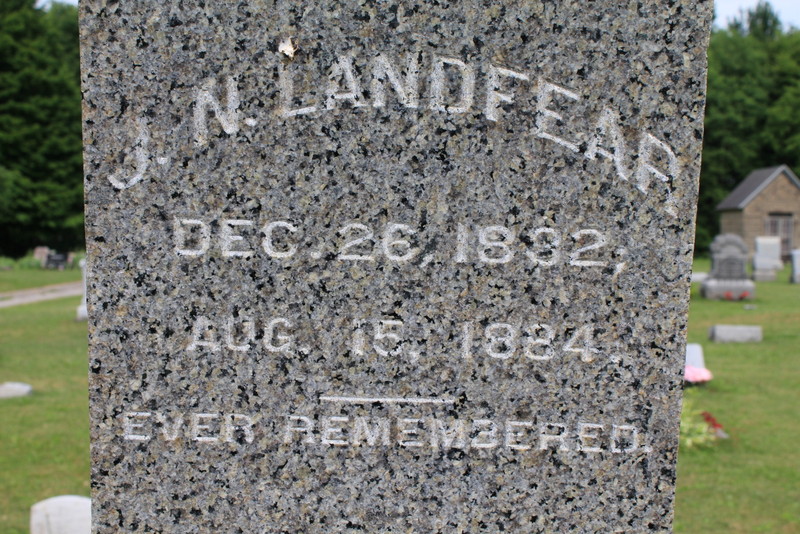 J. N. LANDFEAR
DEC. 26, 1832;
AUG. 15, 1884.
EVER REMEMBERED.